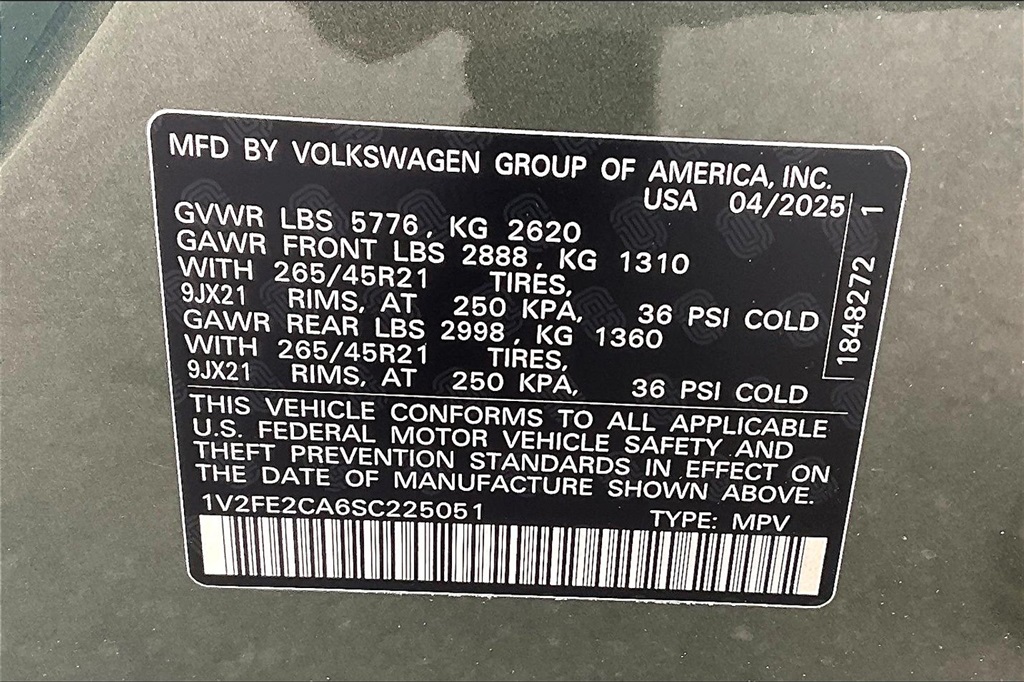 MFD BY VOLKSWAGEN GROUP OF AMERICA, INC.
USA 04/2025
GVWR LBS 5776, KG 2620
GAWR FRONT LBS 2888, KG 1310
WITH 265/45R21 TIRES,
9JX21 RIMS, AT 250 KPA, 36 PSI COLD
GAWR REAR LBS 2998, KG 1360
WITH 265/45R21 TIRES,
9JX21 RIMS, AT 250 KPA, 36 PSI COLD
THIS VEHICLE CONFORMS TO ALL APPLICABLE
U.S. FEDERAL MOTOR VEHICLE SAFETY AND
THEFT PREVENTION STANDARDS IN EFFECT ON
THE DATE OF MANUFACTURE SHOWN ABOVE.
1V2FE2CA6SC225051 TYPE: MPV
1848272 1